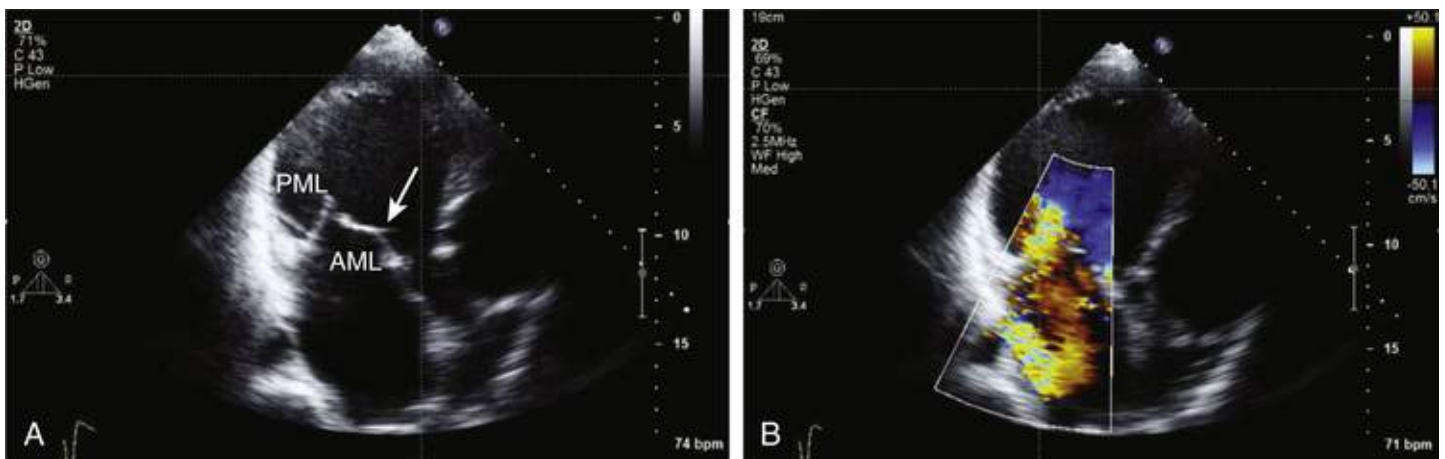 2D
71%
C 43
P Low
HGen
P
0
5
10
15
PML
AML
G
P R
1.7 3.4
A
74 bpm
19cm
2D
69%
C 43
P Low
HGen
CF
70%
2.5MHz
WF High
Med
P
+50.1
-50.1
cm/s
0
5
10
15
G
P R
1.7 3.4
B
71 bpm